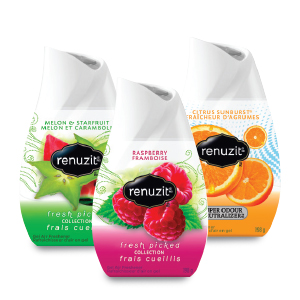 MELON & STARFRUIT
MELON ET CARAMBOLE
renuzit
fresh picked
COLLECTION
frais cueillis
RASPBERRY
FRAMBOISE
renuzit
fresh picked
COLLECTION
frais cueillis
CITRUS SUNBURST
FRAÎCHEUR D'AGRUMES
renuzit
SUPER ODOUR
NEUTRALIZERZ